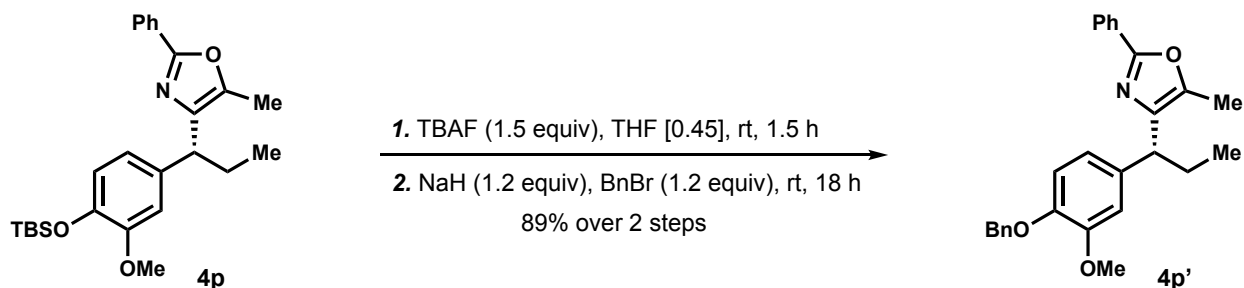 Ph
O
N
Me
Me
TBSO
OMe
4p
1. TBAF (1.5 equiv), THF [0.45], rt, 1.5 h
2. NaH (1.2 equiv), BnBr (1.2 equiv), rt, 18 h
89% over 2 steps
Ph
O
N
Me
Me
BnO
OMe
4p’